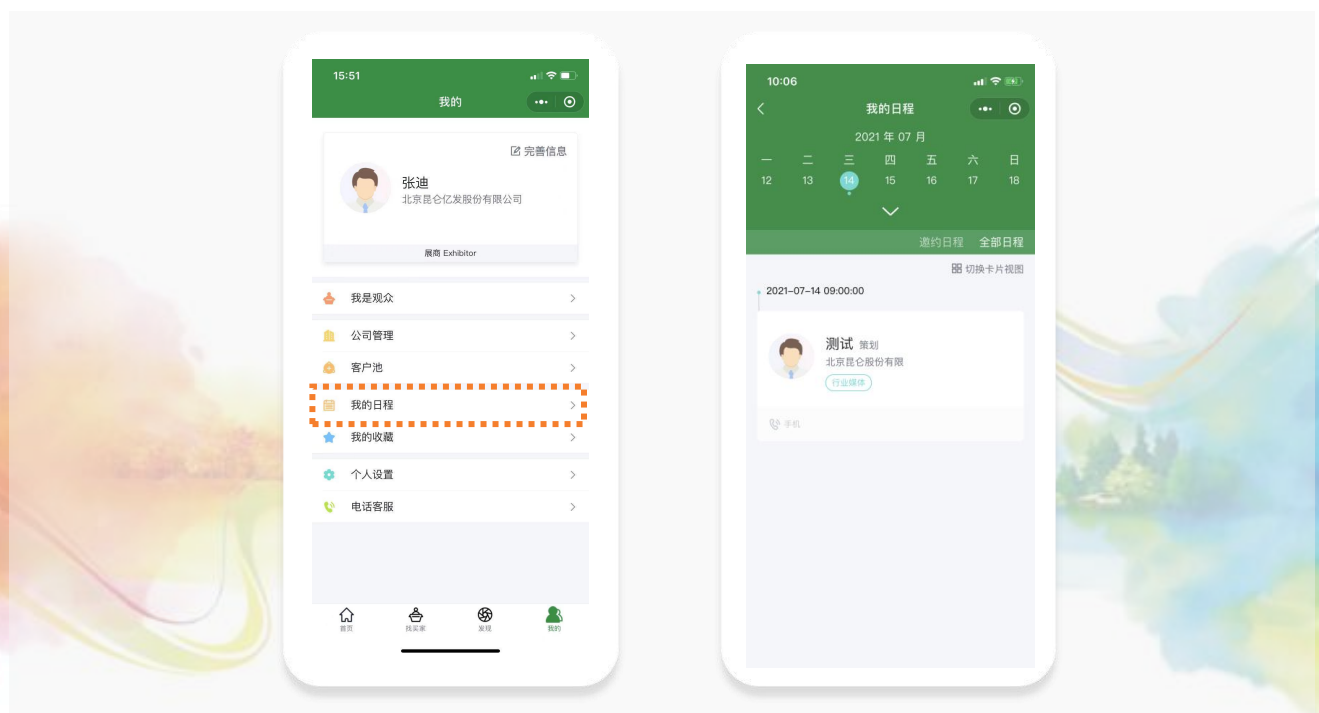 15:51
我的
完善信息
张迪
北京昆仑亿发股份有限公司
展商 Exhibitor
我是观众
公司管理
客户池
我的日程
我的收藏
个人设置
电话客服
首页
找买家
发现
我的
10:06
我的日程
2021 年 07 月
一 二 三 四 五 六 日
12 13 14 15 16 17 18
邀约日程 全部日程
切换卡片视图
2021-07-14 09:00:00
测试 策划
北京昆仑股份有限
行业媒体
手机